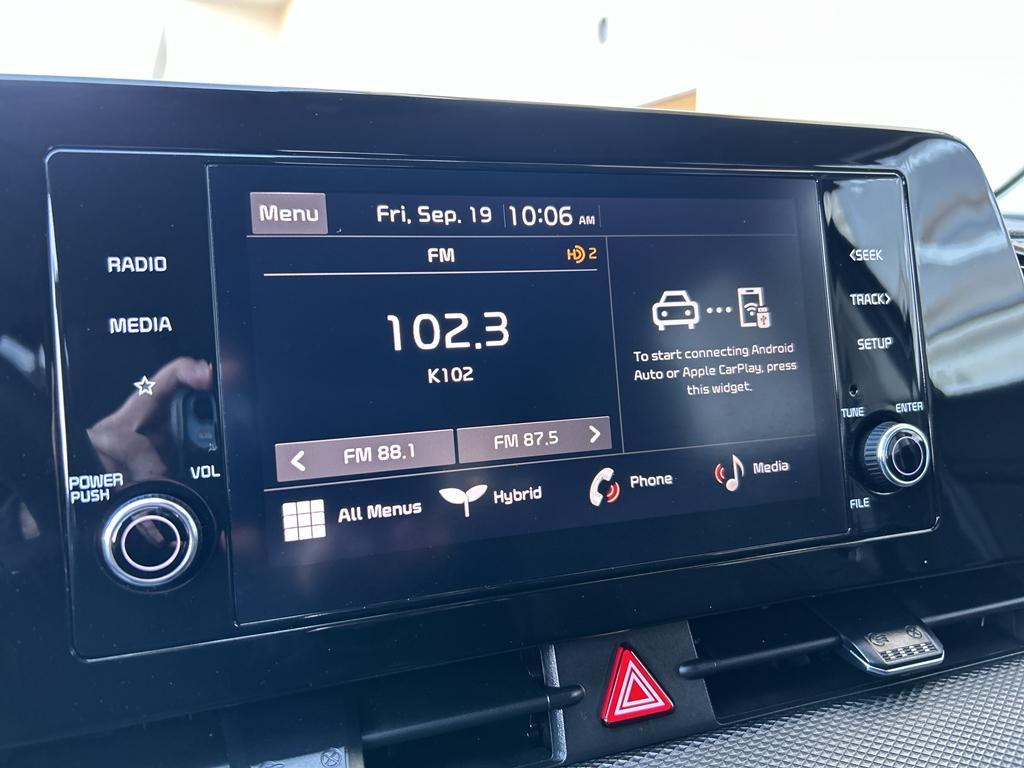 Menu
Fri, Sep. 19
10:06 AM
FM
HD 2
102.3
K102
< FM 88.1
FM 87.5 >
To start connecting Android
Auto or Apple CarPlay, press
this widget.
All Menus
Hybrid
Phone
Media
RADIO
MEDIA
POWER
PUSH
VOL
<SEEK
TRACK>
SETUP
TUNE
ENTER
FILE